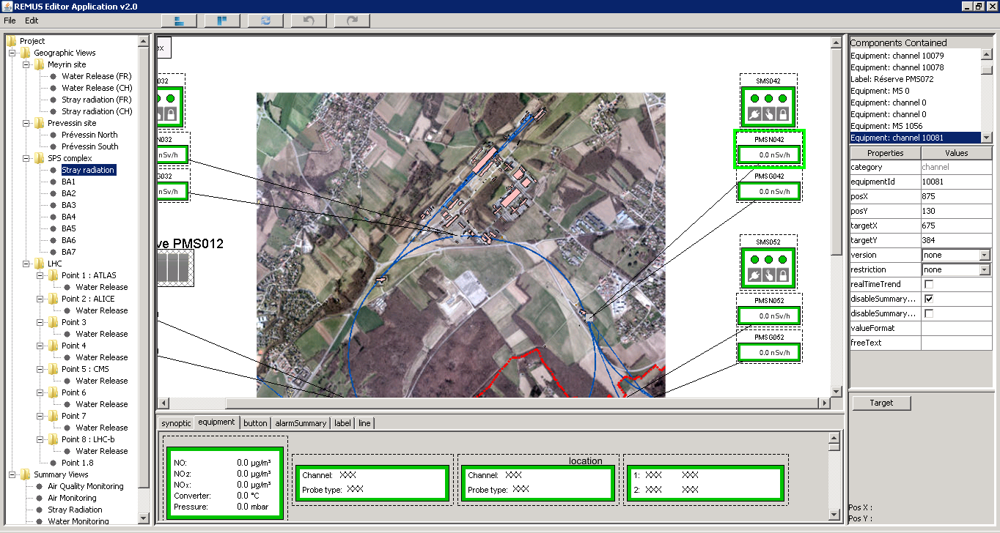 REMUS Editor Application v2.0
File Edit
Project
Geographic Views
Meyrin site
Water Release (FR)
Water Release (CH)
Stray radiation (FR)
Stray radiation (CH)
Prevessin site
Prévessin North
Prévessin South
SPS complex
Stray radiation
BA1
BA2
BA3
BA4
BA5
BA6
BA7
LHC
Point 1 : ATLAS
Water Release
Point 2 : ALICE
Water Release
Point 3
Water Release
Point 4
Water Release
Point 5 : CMS
Water Release
Point 6
Water Release
Point 7
Water Release
Point 8 : LHC-b
Water Release
Point 1.8
Summary Views
Air Quality Monitoring
Air Monitoring
Stray Radiation
Water Monitoring
ex
032
N032
nSv/h
G032
nSv/h
ve PMS012
SMS042
PMSN042
0.0 nSv/h
PMSG042
0.0 nSv/h
SMS052
PMSN052
0.0 nSv/h
PMSG052
0.0 nSv/h
synoptic equipment button alarmSummary label line
NO: 0.0 µg/m³
NO₂: 0.0 µg/m³
NOₓ: 0.0 µg/m³
Converter: 0.0 °C
Pressure: 0.0 mbar
Channel: XXX
Probe type: XXX
location
Channel: XXX
Probe type: XXX
1: XXX XXX
2: XXX XXX
Components Contained
Equipment: channel 10079
Equipment: channel 10078
Label: Réserve PMS072
Equipment: MS 0
Equipment: channel 0
Equipment: channel 0
Equipment: MS 1056
Equipment: channel 10081
Properties Values
category channel
equipmentId 10081
posX 875
posY 130
targetX 675
targetY 384
version none
restriction none
realTimeTrend
disableSummary...
disableSummary...
valueFormat
freeText
Target
Pos X :
Pos Y :